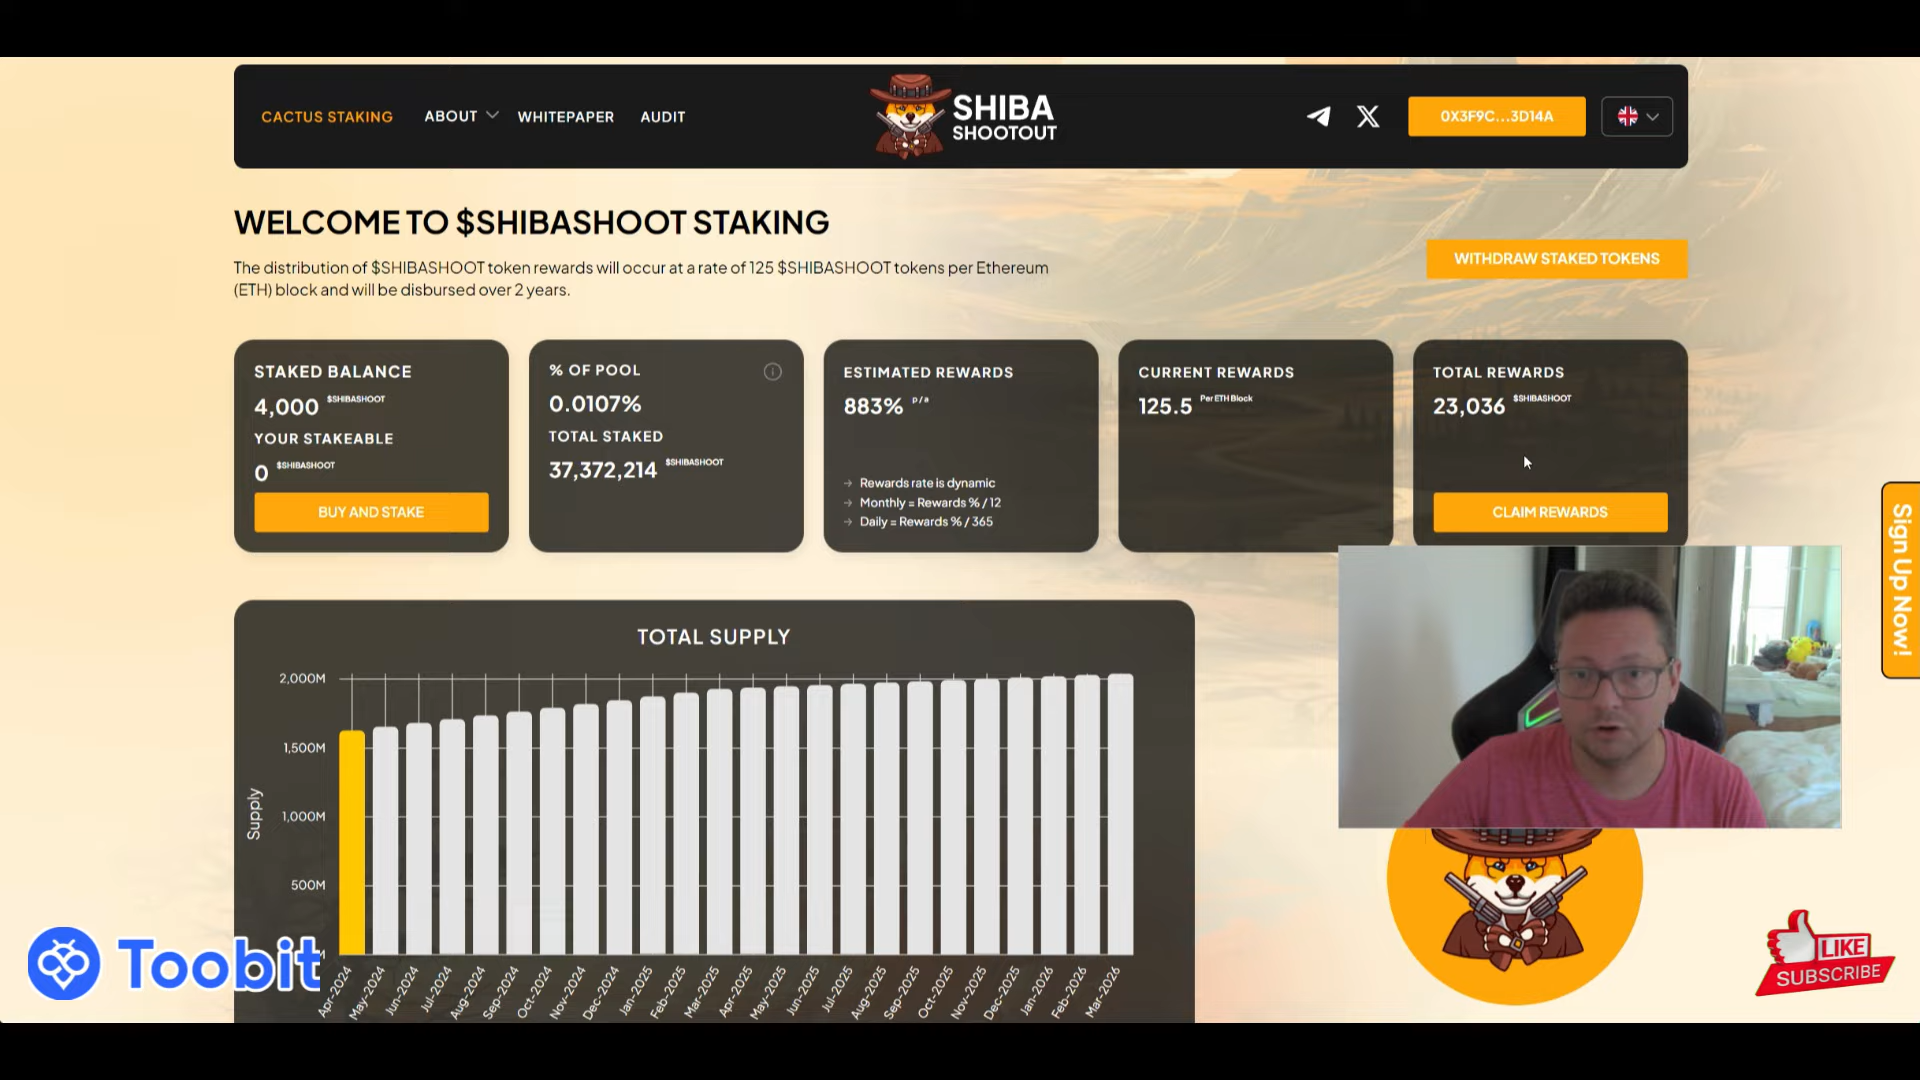 CACTUS STAKING
ABOUT
WHITEPAPER
AUDIT
SHIBA
SHOOTOUT
0X3F9C...3D14A
WELCOME TO $SHIBASHOOT STAKING
The distribution of $SHIBASHOOT token rewards will occur at a rate of 125 $SHIBASHOOT tokens per Ethereum
(ETH) block and will be disbursed over 2 years.
WITHDRAW STAKED TOKENS
STAKED BALANCE
4,000 $SHIBASHOOT
YOUR STAKEABLE
0 $SHIBASHOOT
BUY AND STAKE
% OF POOL
0.0107%
TOTAL STAKED
37,372,214 $SHIBASHOOT
ESTIMATED REWARDS
883% p/a
Rewards rate is dynamic
Monthly = Rewards % / 12
Daily = Rewards % / 365
CURRENT REWARDS
125.5 Per ETH Block
TOTAL REWARDS
23,036 $SHIBASHOOT
CLAIM REWARDS
Sign Up Now!
TOTAL SUPPLY
Supply
2,000M
1,500M
1,000M
500M
Apr-2024
May-2024
Jun-2024
Jul-2024
Aug-2024
Sep-2024
Oct-2024
Nov-2024
Dec-2024
Jan-2025
Feb-2025
Mar-2025
Apr-2025
May-2025
Jun-2025
Jul-2025
Aug-2025
Sep-2025
Oct-2025
Nov-2025
Dec-2025
Jan-2026
Feb-2026
Mar-2026
Toobit
LIKE
SUBSCRIBE